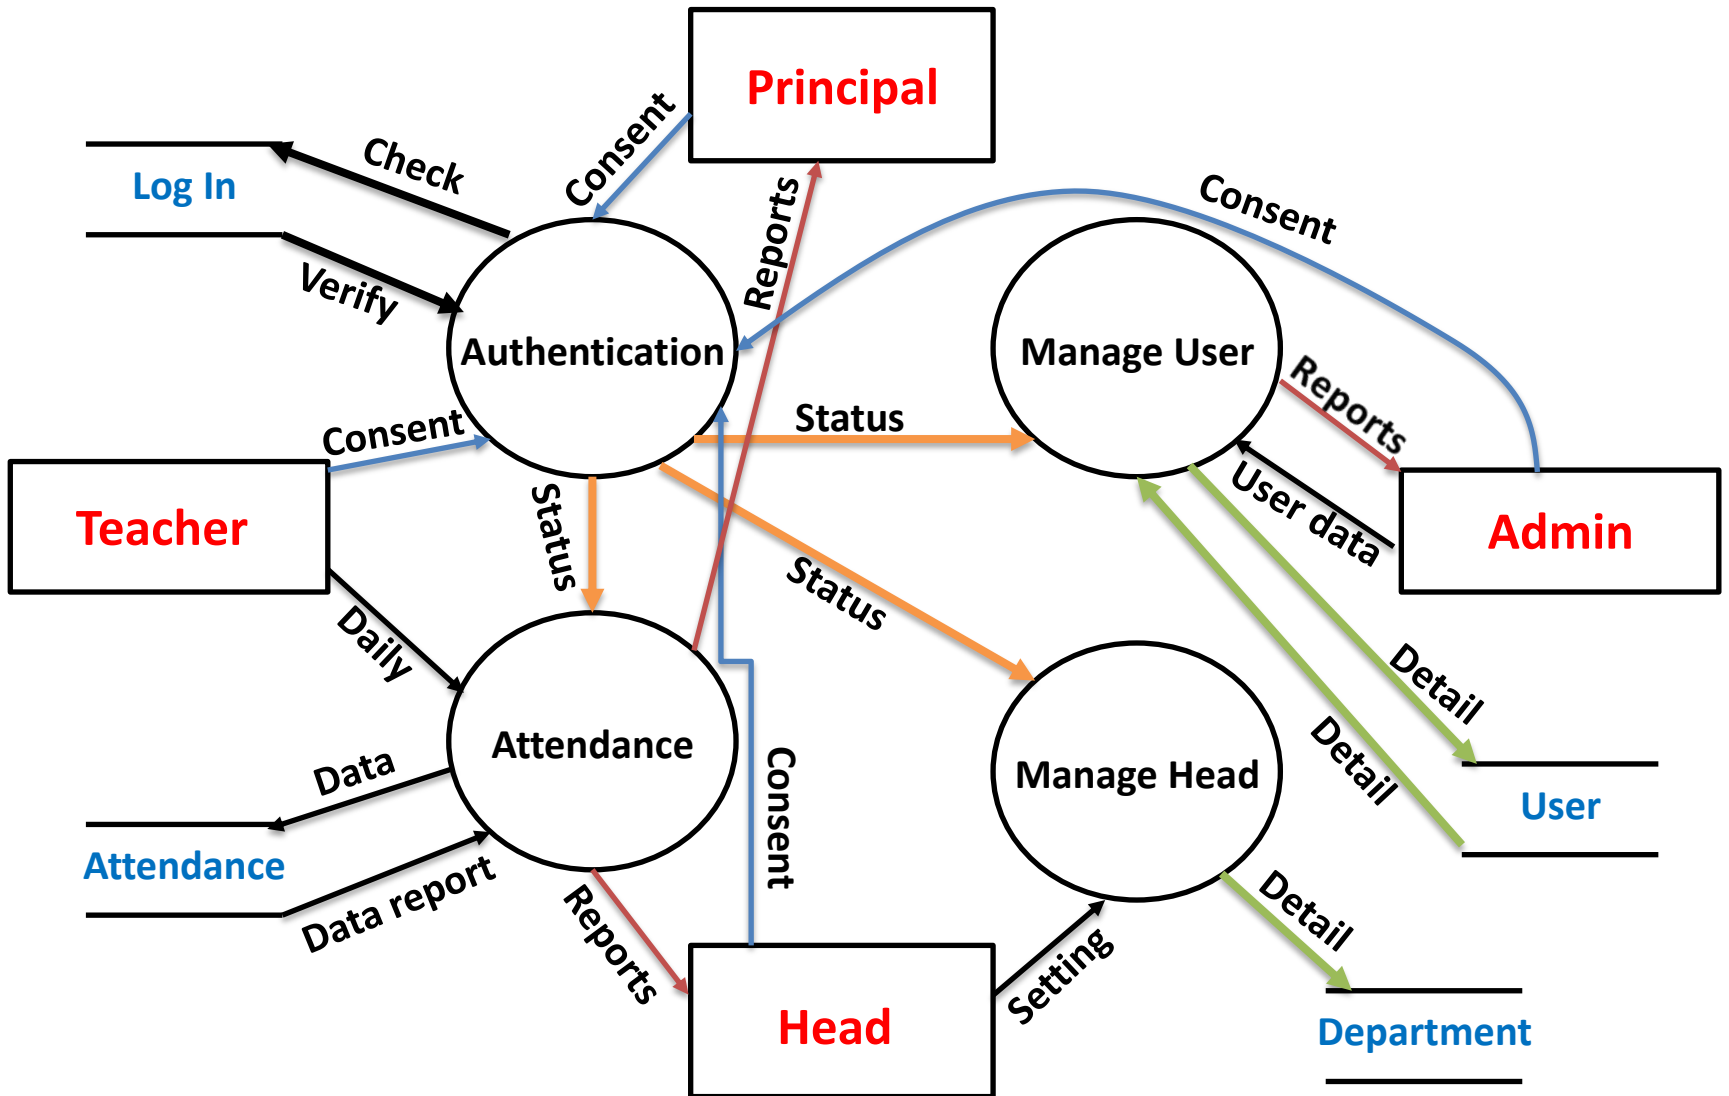 Principal
Consent
Check
Log In
Verify
Reports
Consent
Authentication
Manage User
Reports
Status
Consent
User data
Teacher
Admin
Status
Status
Daily
Detail
Detail
Attendance
Manage Head
Data
User
Consent
Attendance
Data report
Reports
Detail
Setting
Head
Department